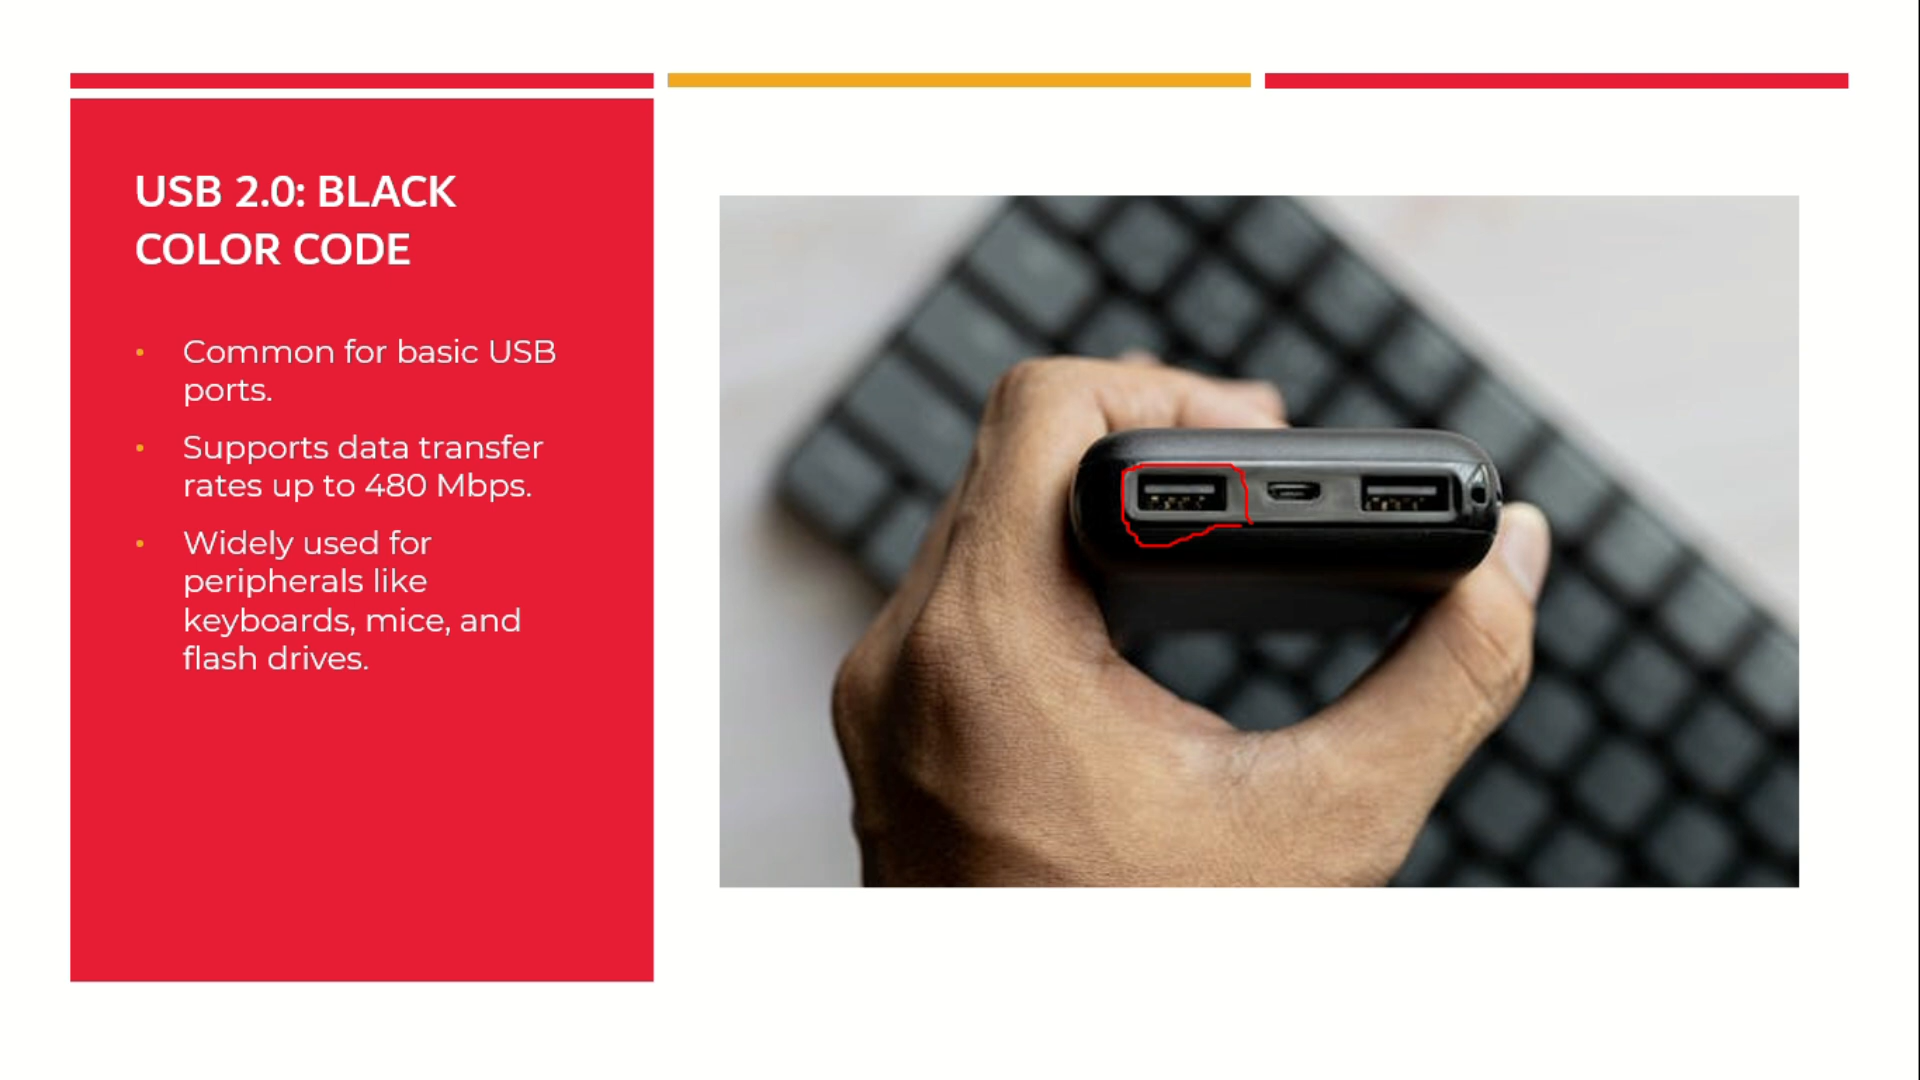 USB 2.0: BLACK
COLOR CODE
• Common for basic USB
ports.
• Supports data transfer
rates up to 480 Mbps.
• Widely used for
peripherals like
keyboards, mice, and
flash drives.